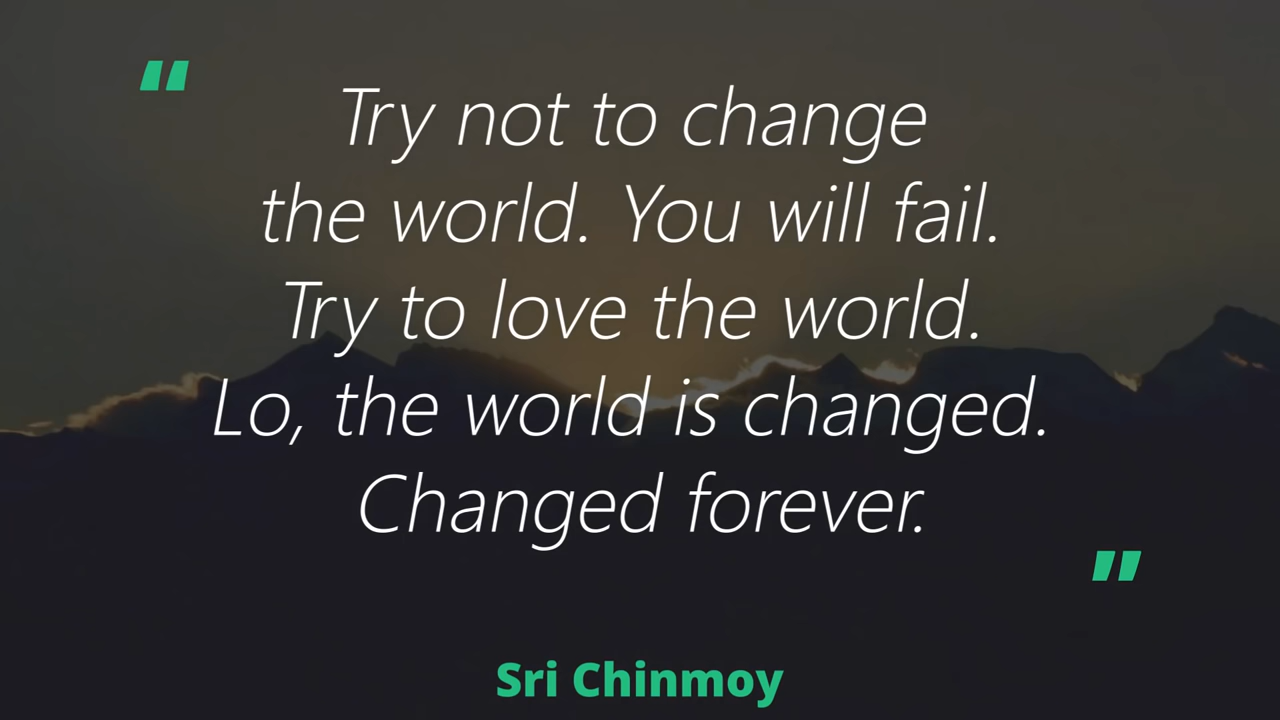 “
Try not to change
the world. You will fail.
Try to love the world.
Lo, the world is changed.
Changed forever.
”
Sri Chinmoy